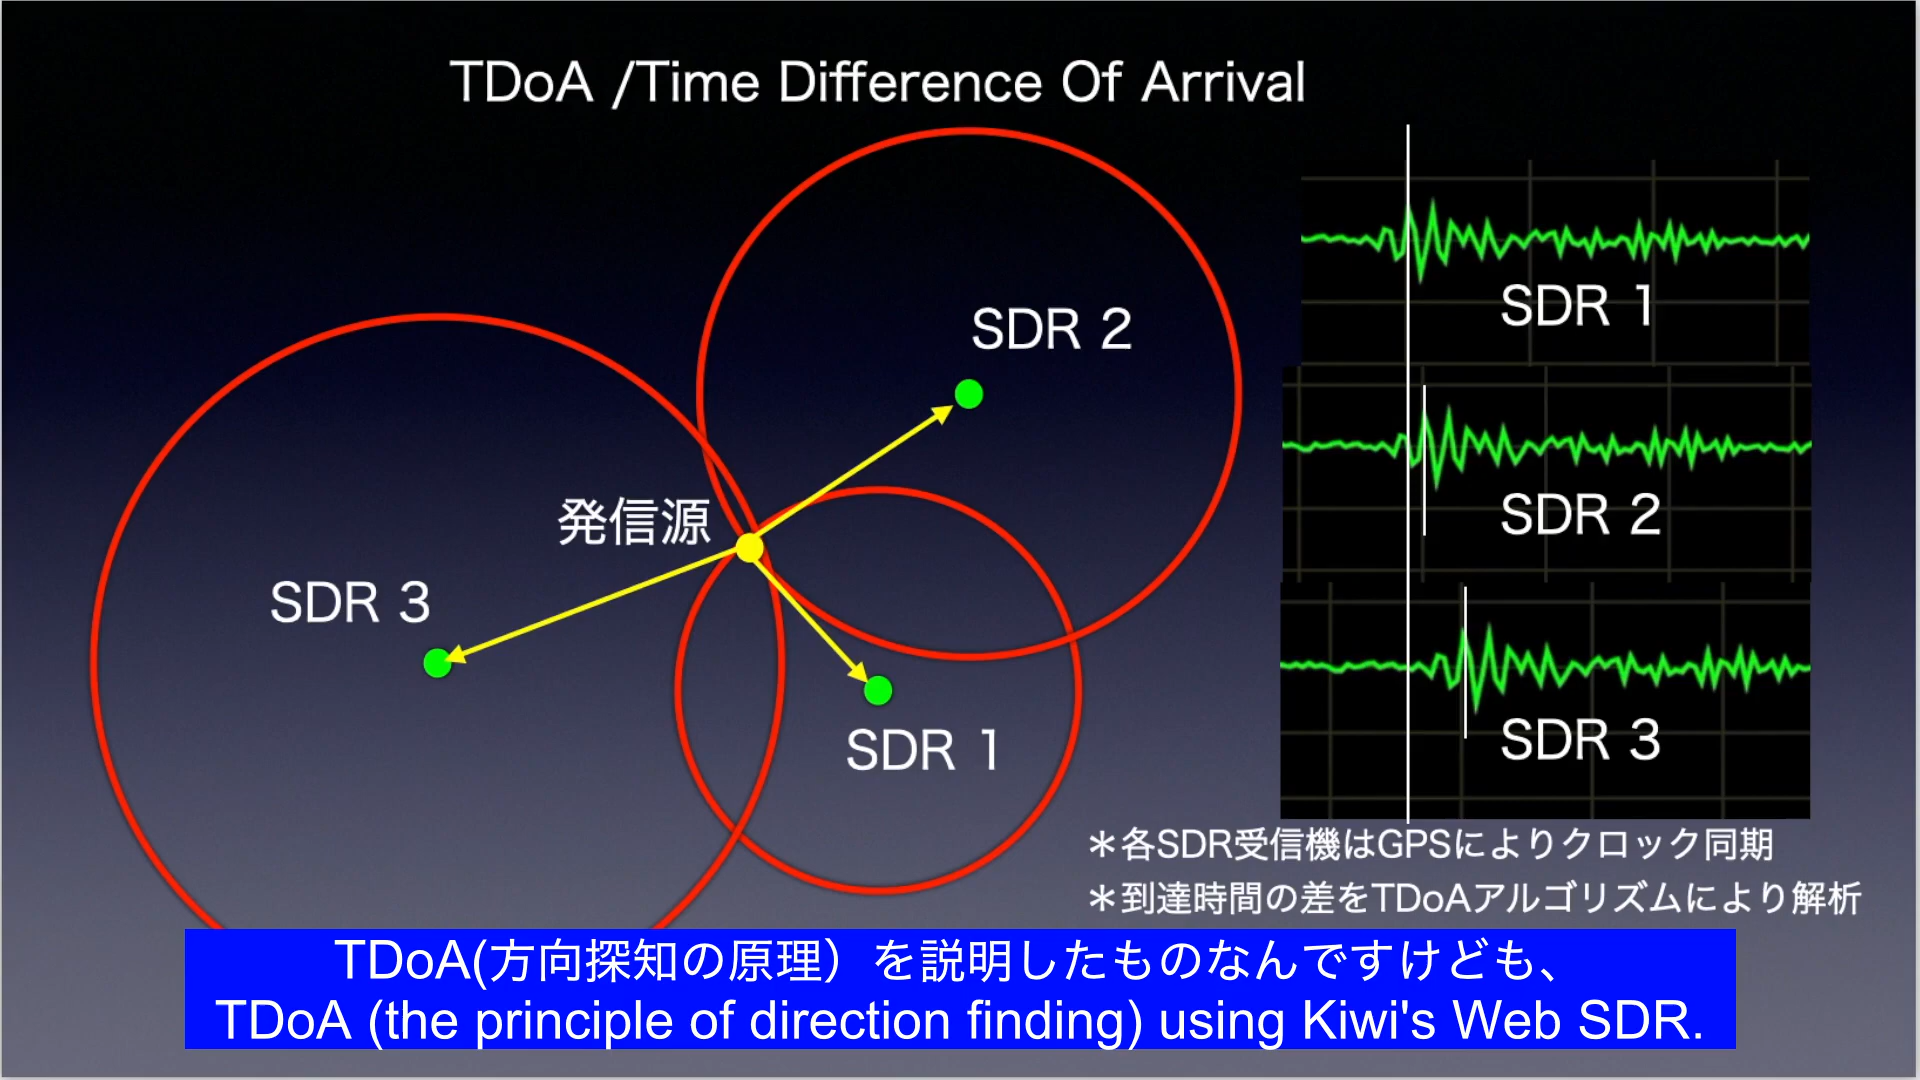 TDoA /Time Difference Of Arrival
SDR 2
発信源
SDR 3
SDR 1
SDR 1
SDR 2
SDR 3
＊各SDR受信機はGPSによりクロック同期
＊到達時間の差をTDoAアルゴリズムにより解析
TDoA(方向探知の原理）を説明したものなんですけども、
TDoA (the principle of direction finding) using Kiwi's Web SDR.